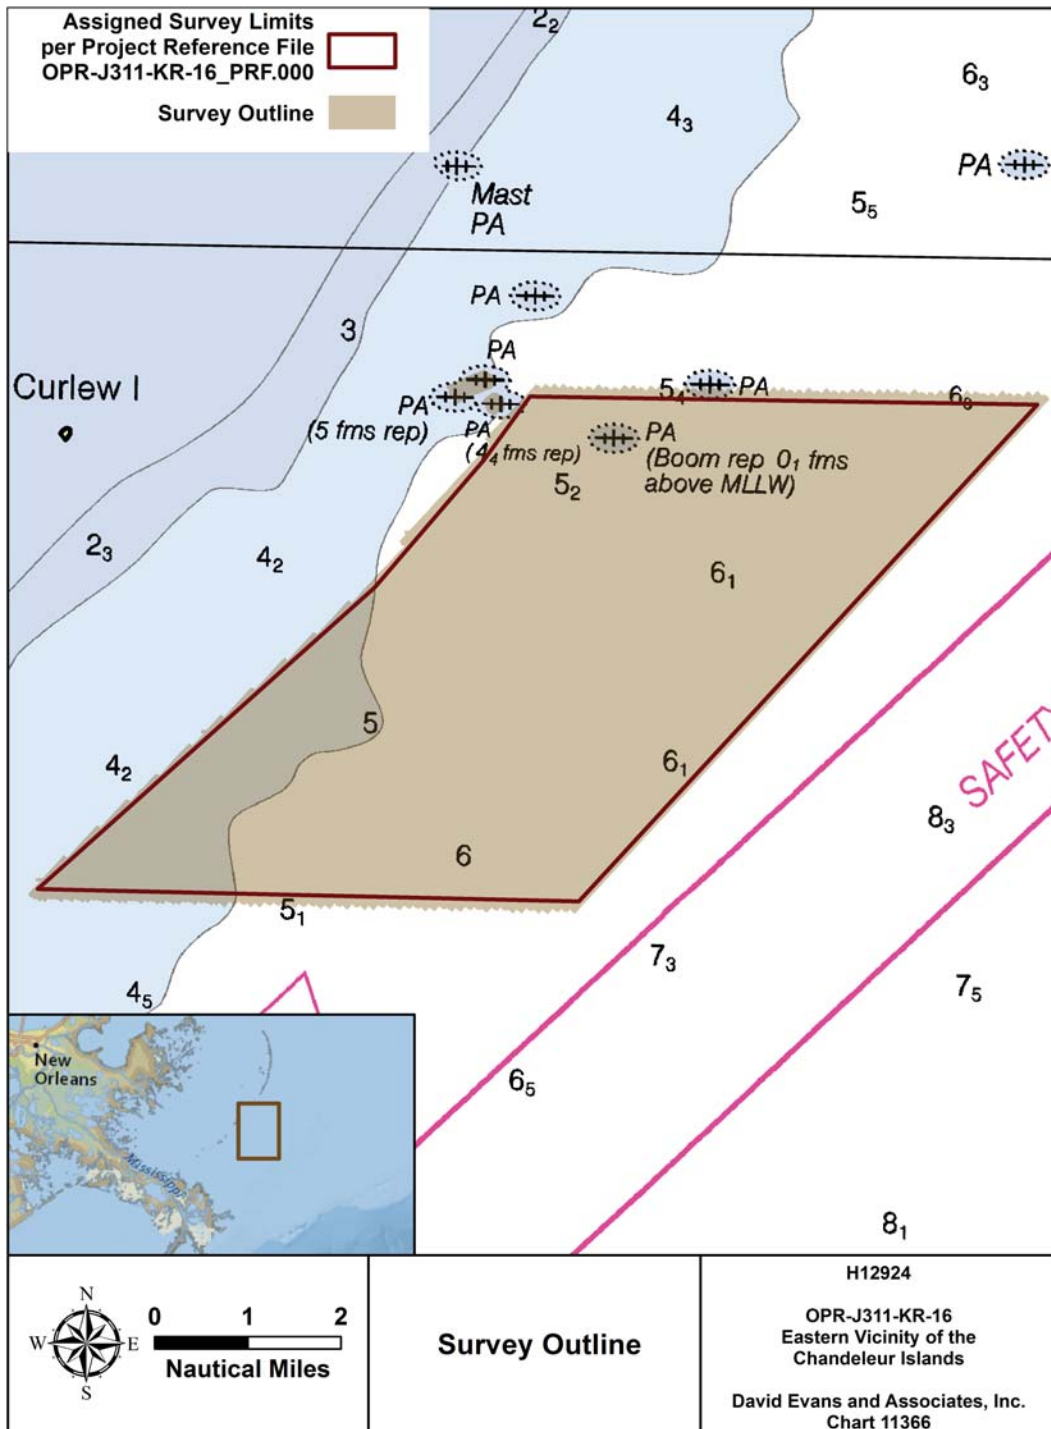 Assigned Survey Limits
per Project Reference File
OPR-J311-KR-16_PRF.000
Survey Outline
2₂
6₃
4₃
PA
Mast
PA
5₅
PA
3
PA
Curlew I
PA
(5 fms rep)
PA
(4₄ fms rep)
5₄
PA
PA
(Boom rep 0₁ fms
above MLLW)
5₂
2₃
4₂
6₁
5
4₂
6₁
SAFETY
8₃
6
5₁
7₃
7₅
4₅
6₅
8₁
New
Orleans
Mississippi
N
W
E
S
0 1 2
Nautical Miles
Survey Outline
H12924
OPR-J311-KR-16
Eastern Vicinity of the
Chandeleur Islands
David Evans and Associates, Inc.
Chart 11366